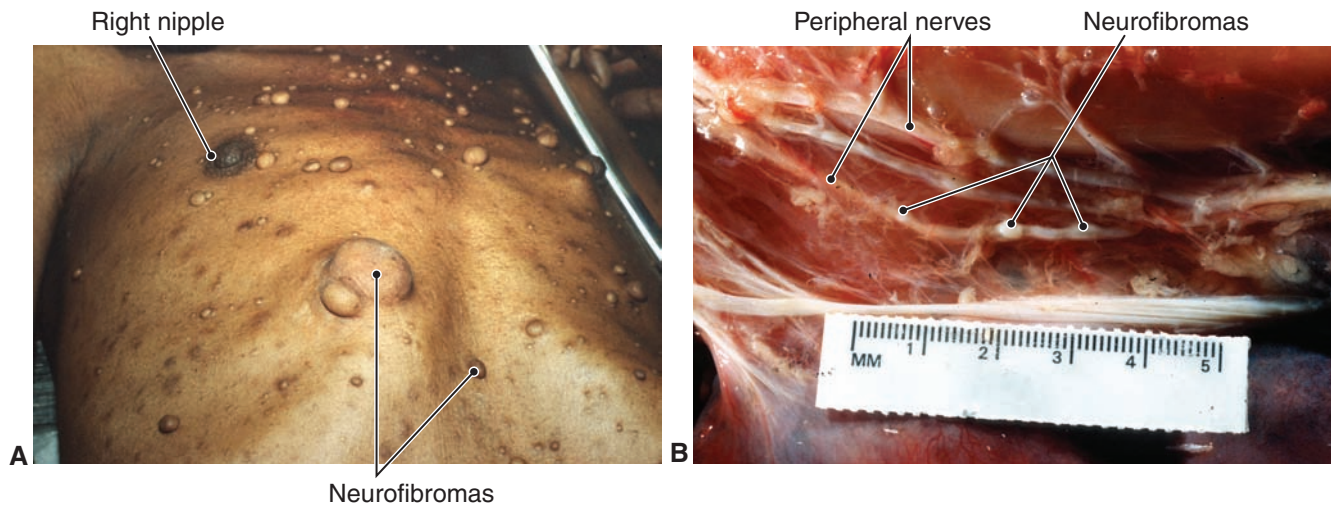 Right nipple
Peripheral nerves
Neurofibromas
MM 1 2 3 4 5
A
B
Neurofibromas